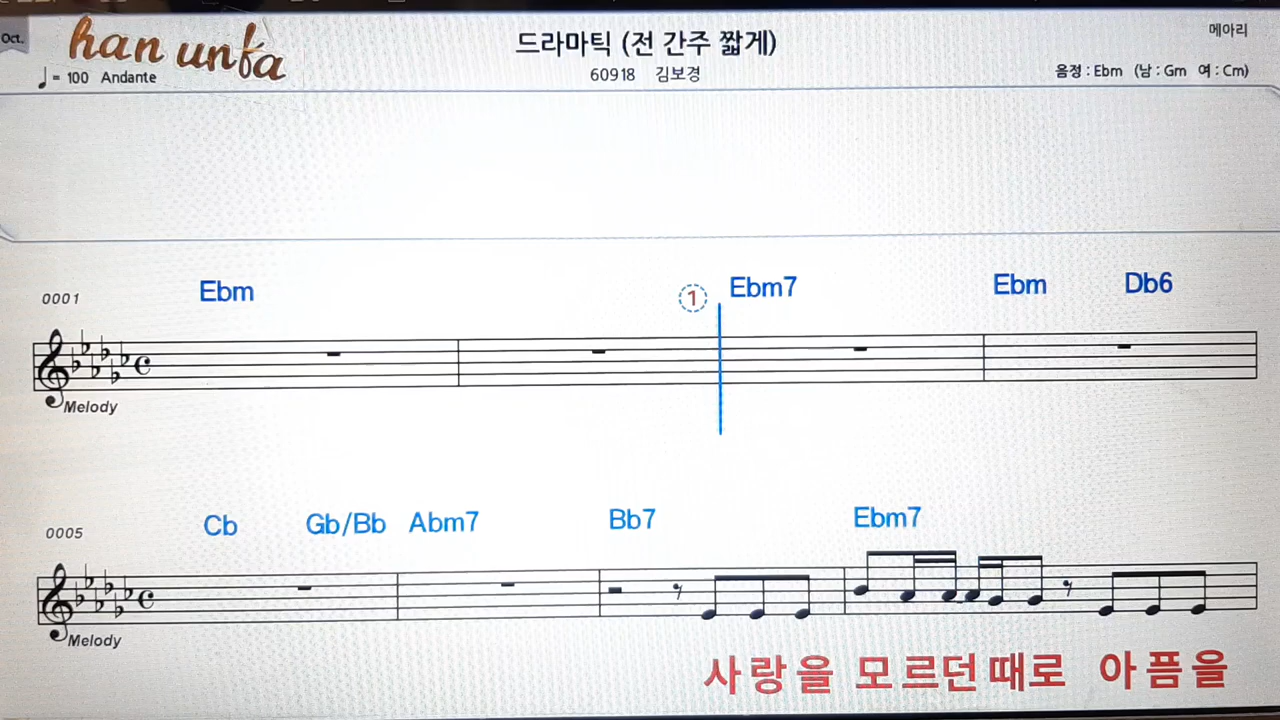 Oct.
han unfa
드라마틱 (전 간주 짧게)
메아리
= 100 Andante
60918 김보경
음정 : Ebm (남 : Gm 여 : Cm)
0001
Ebm
1
Ebm7
Ebm
Db6
Melody
0005
Cb
Gb/Bb
Abm7
Bb7
Ebm7
Melody
사랑을 모르던때로 아픔을